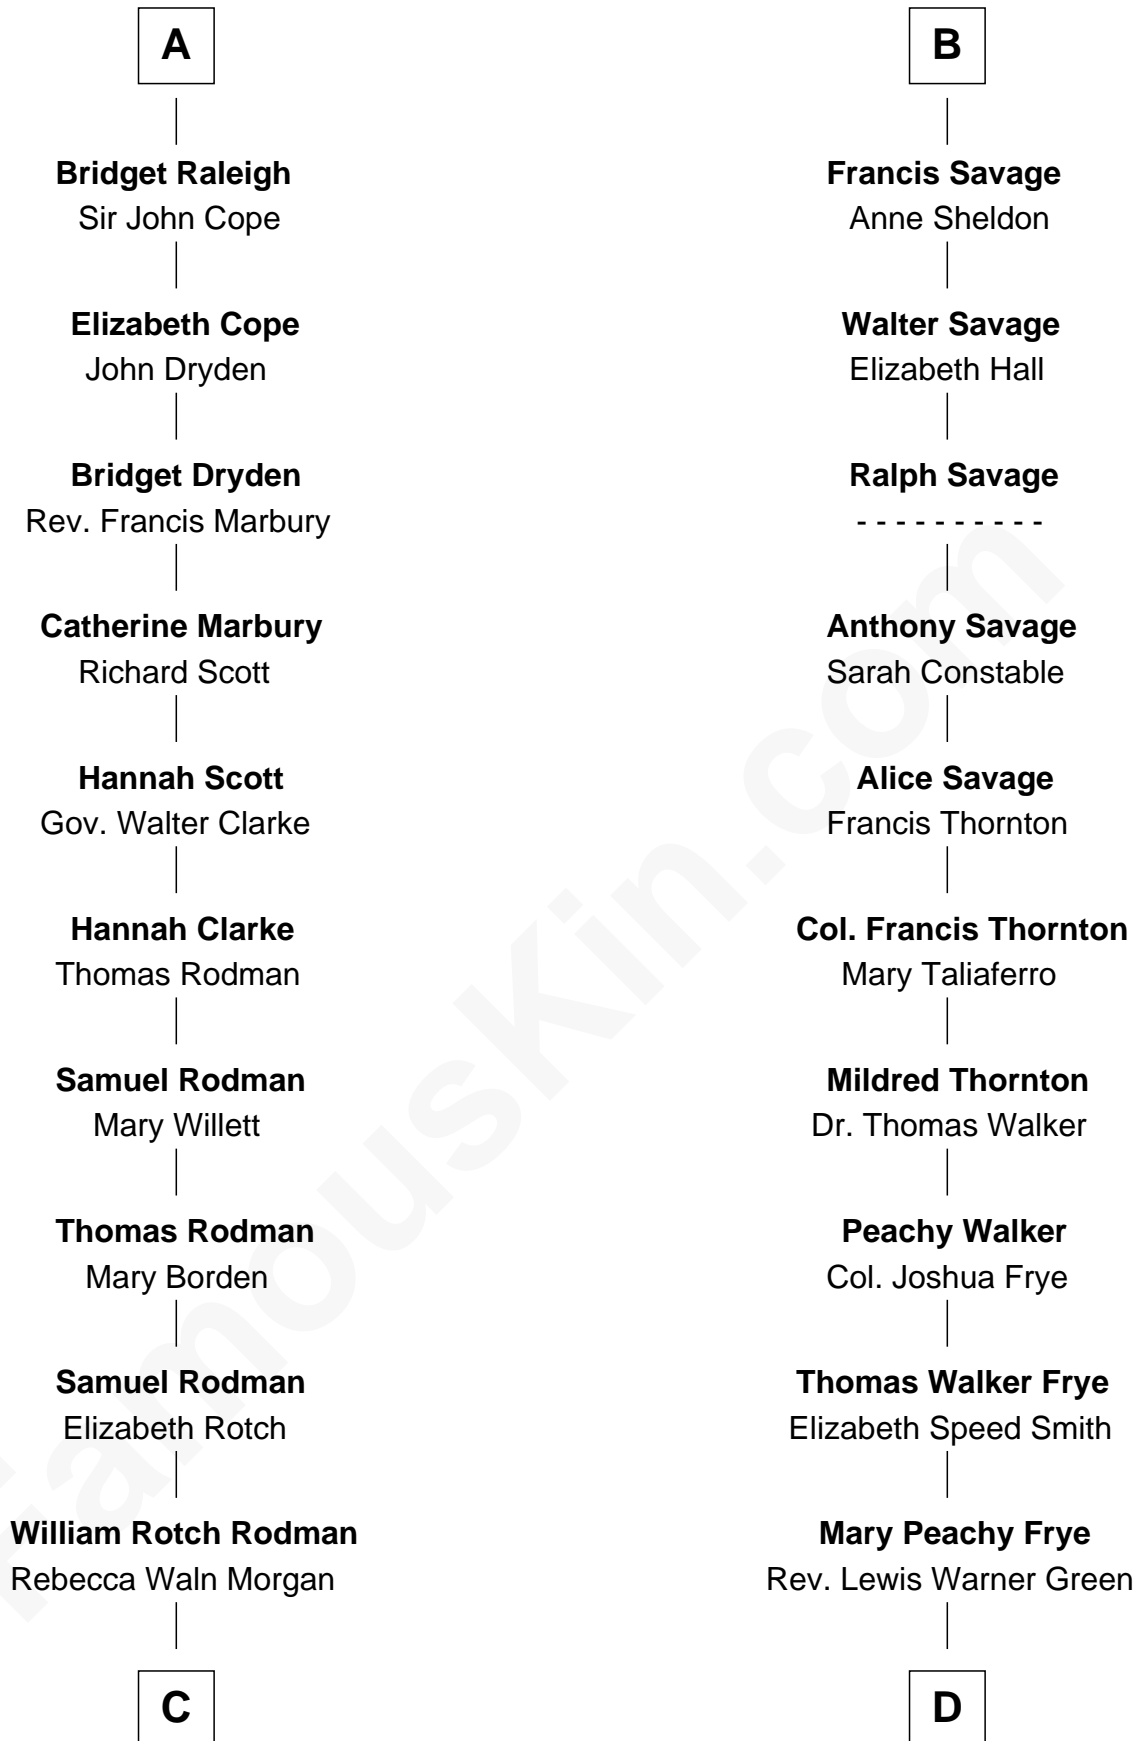 A
Bridget Raleigh
Sir John Cope
Elizabeth Cope
John Dryden
Bridget Dryden
Rev. Francis Marbury
Catherine Marbury
Richard Scott
Hannah Scott
Gov. Walter Clarke
Hannah Clarke
Thomas Rodman
Samuel Rodman
Mary Willett
Thomas Rodman
Mary Borden
Samuel Rodman
Elizabeth Rotch
William Rotch Rodman
Rebecca Waln Morgan
C
B
Francis Savage
Anne Sheldon
Walter Savage
Elizabeth Hall
Ralph Savage
- - - - - - - - - -
Anthony Savage
Sarah Constable
Alice Savage
Francis Thornton
Col. Francis Thornton
Mary Taliaferro
Mildred Thornton
Dr. Thomas Walker
Peachy Walker
Col. Joshua Frye
Thomas Walker Frye
Elizabeth Speed Smith
Mary Peachy Frye
Rev. Lewis Warner Green
D
FamousKin.com